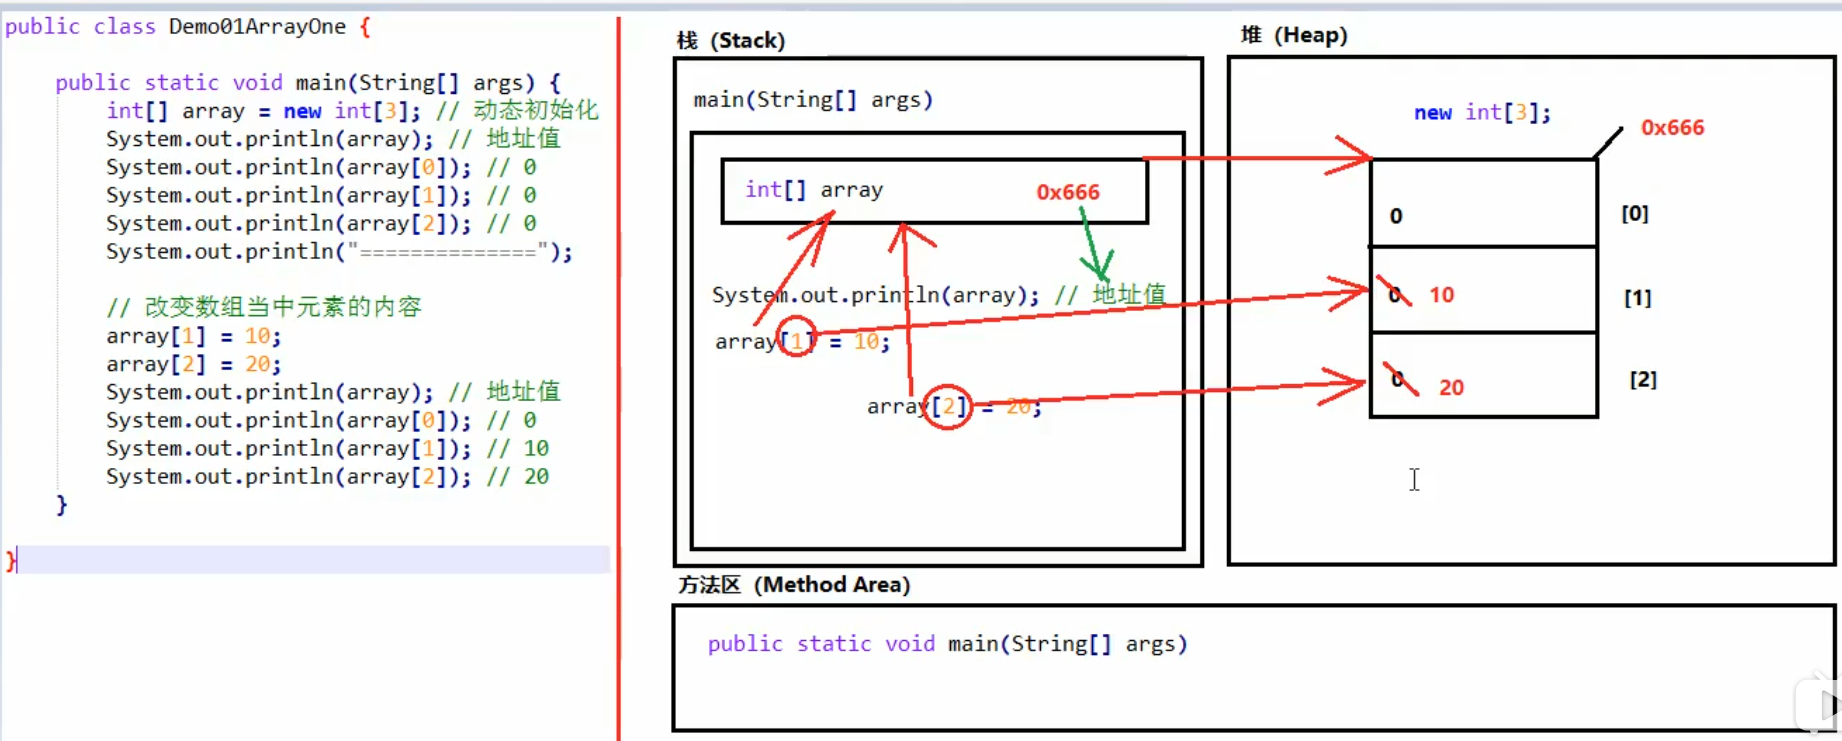 public class Demo01ArrayOne {
public static void main(String[] args) {
int[] array = new int[3]; // 动态初始化
System.out.println(array); // 地址值
System.out.println(array[0]); // 0
System.out.println(array[1]); // 0
System.out.println(array[2]); // 0
System.out.println("==============");
// 改变数组当中元素的内容
array[1] = 10;
array[2] = 20;
System.out.println(array); // 地址值
System.out.println(array[0]); // 0
System.out.println(array[1]); // 10
System.out.println(array[2]); // 20
}
}
栈（Stack）
main(String[] args)
int[] array 0x666
System.out.println(array); // 地址值
array[1] = 10;
array[2] = 20;
堆（Heap）
new int[3];
0x666
0 [0]
0 10 [1]
0 20 [2]
方法区（Method Area）
public static void main(String[] args)